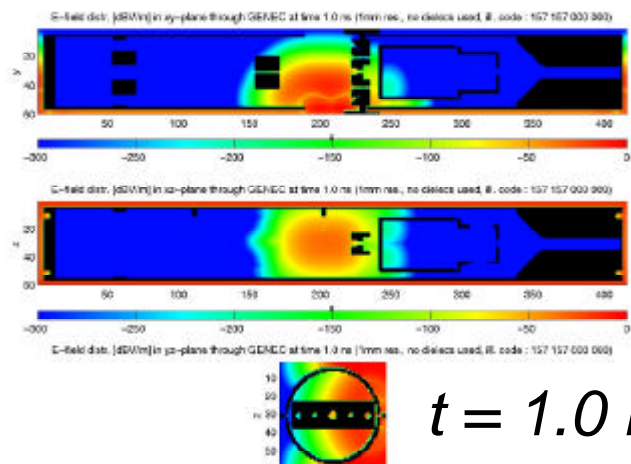 E-field distr. [dBV/m] in xy-plane through GENEC at time 1.0 ns (1mm res., no dielecs used, ill. code : 157 157 000 000)
y
20
40
60
50 100 150 200 250 300 350 400
-300 -250 -200 -150 -100 -50 0
E-field distr. [dBV/m] in xz-plane through GENEC at time 1.0 ns (1mm res., no dielecs used, ill. code : 157 157 000 000)
z
20
40
60
50 100 150 200 250 300 350 400
-300 -250 -200 -150 -100 -50 0
E-field distr. [dBV/m] in yz-plane through GENEC at time 1.0 ns (1mm res., no dielecs used, ill. code : 157 157 000 000)
z
10
20
30
40
50
t = 1.0